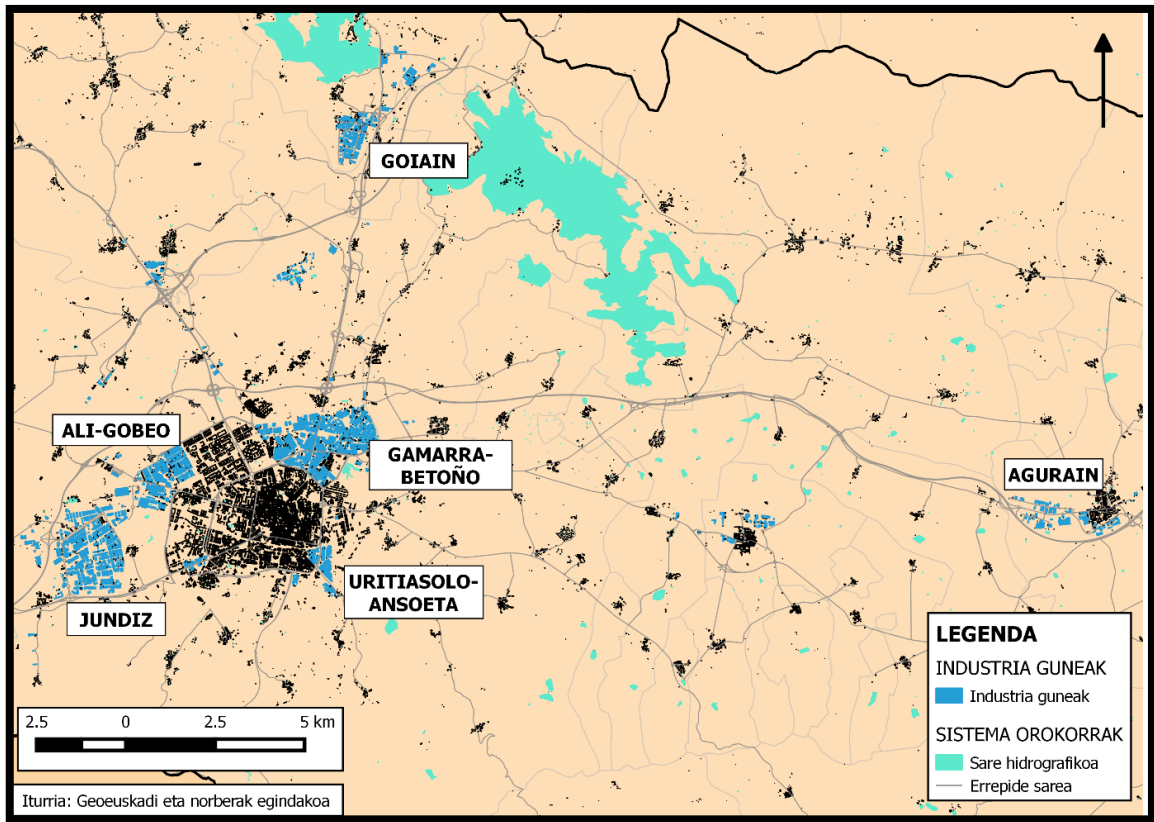 GOIAIN
ALI-GOBEO
GAMARRA-
BETOÑO
AGURAIN
URITIASOLO-
ANSOETA
JUNDIZ
LEGENDA
INDUSTRIA GUNEAK
Industria guneak
SISTEMA OROKORRAK
Sare hidrografikoa
Errepide sarea
2.5 0 2.5 5 km
Iturria: Geoeuskadi eta norberak egindakoa